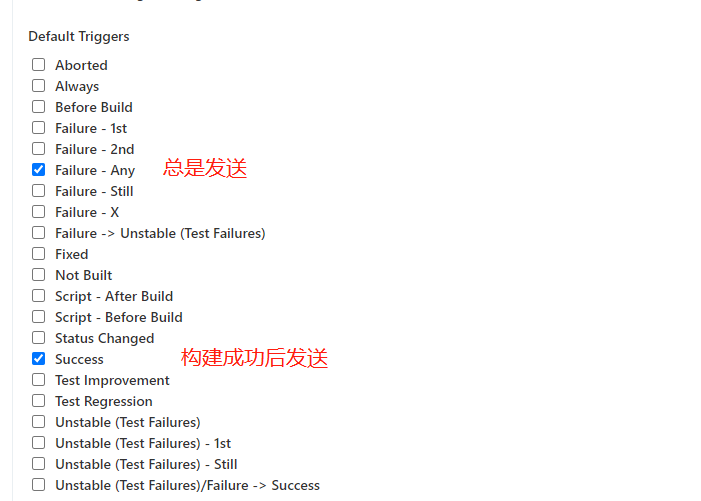 Default Triggers
Aborted
Always
Before Build
Failure - 1st
Failure - 2nd
Failure - Any 总是发送
Failure - Still
Failure - X
Failure -> Unstable (Test Failures)
Fixed
Not Built
Script - After Build
Script - Before Build
Status Changed
Success 构建成功后发送
Test Improvement
Test Regression
Unstable (Test Failures)
Unstable (Test Failures) - 1st
Unstable (Test Failures) - Still
Unstable (Test Failures)/Failure -> Success